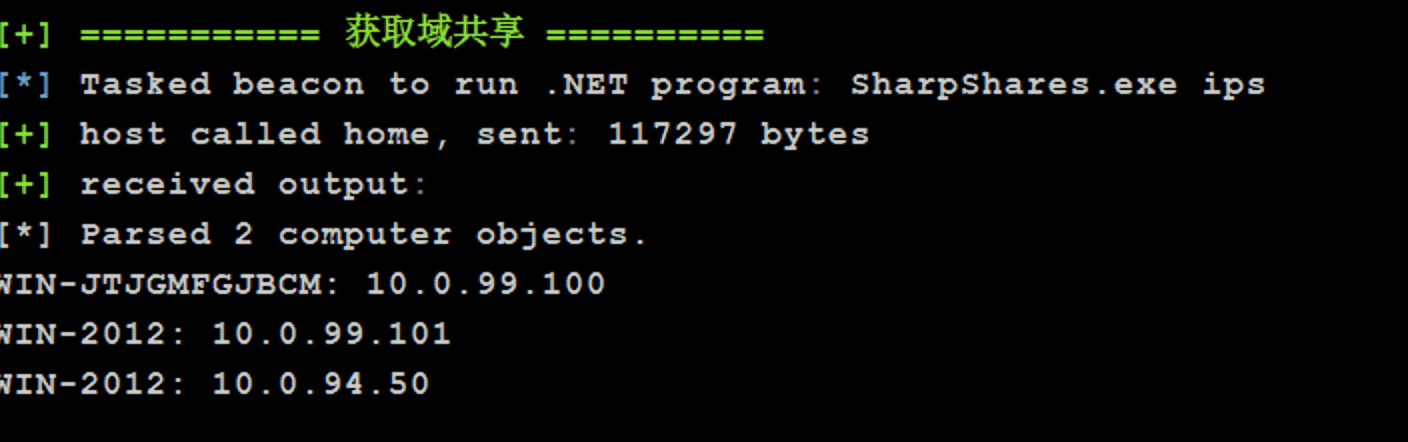 [+] =========== 获取域共享 ==========
[*] Tasked beacon to run .NET program: SharpShares.exe ips
[+] host called home, sent: 117297 bytes
[+] received output:
[*] Parsed 2 computer objects.
WIN-JTJGMFGJBCM: 10.0.99.100
WIN-2012: 10.0.99.101
WIN-2012: 10.0.94.50